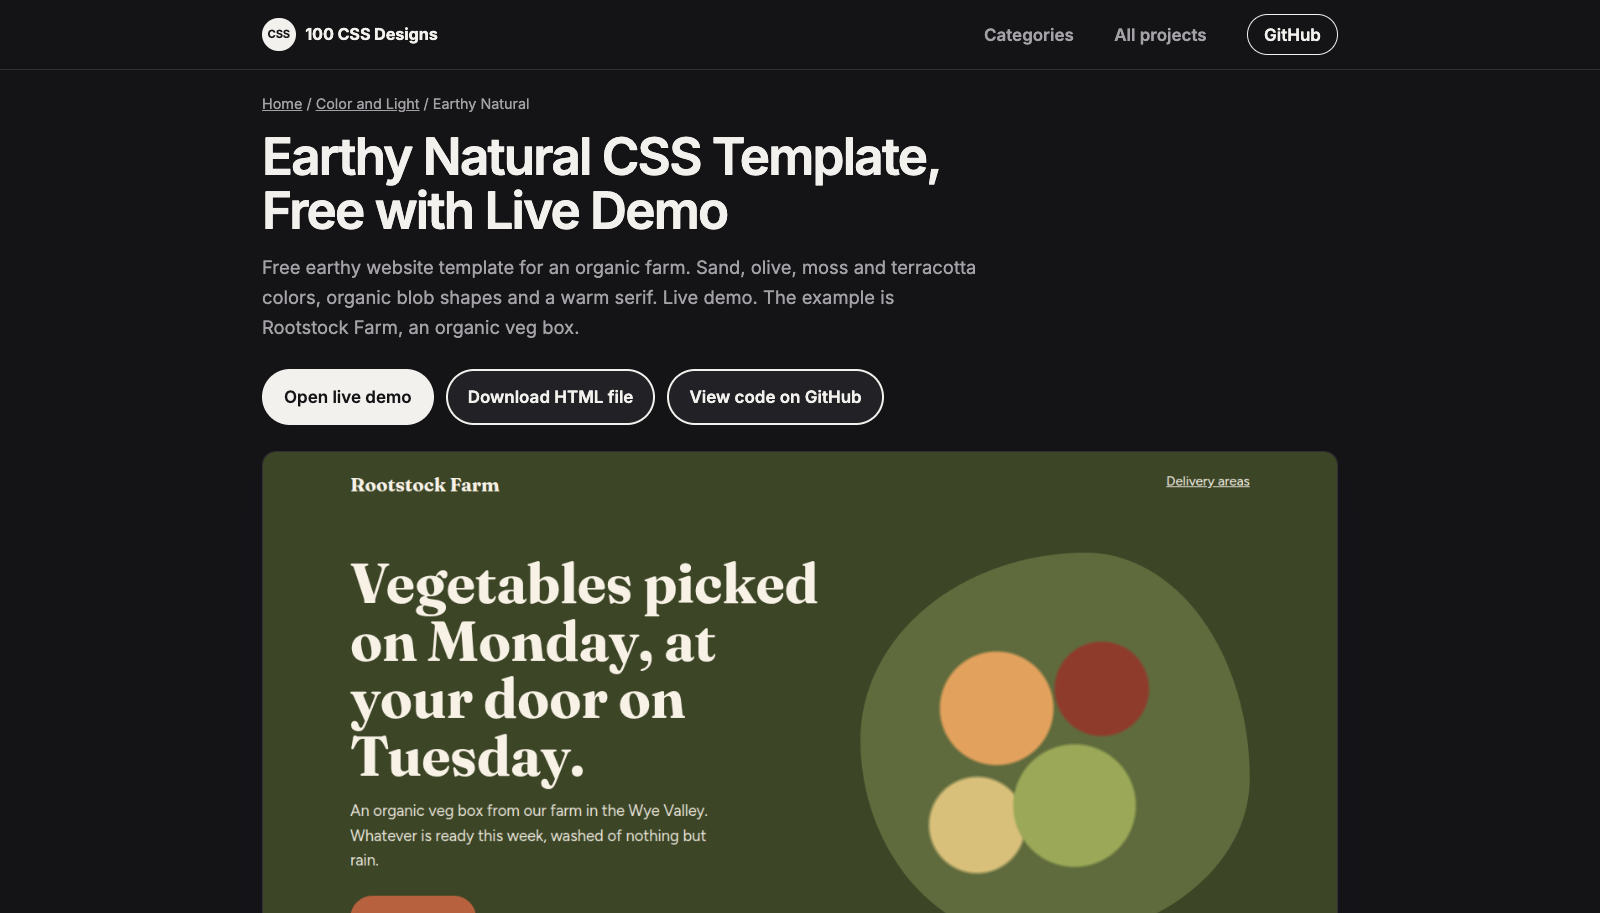 CSS 100 CSS Designs
Categories
All projects
GitHub
Home / Color and Light / Earthy Natural
Earthy Natural CSS Template,
Free with Live Demo
Free earthy website template for an organic farm. Sand, olive, moss and terracotta
colors, organic blob shapes and a warm serif. Live demo. The example is
Rootstock Farm, an organic veg box.
Open live demo
Download HTML file
View code on GitHub
Rootstock Farm
Delivery areas
Vegetables picked
on Monday, at
your door on
Tuesday.
An organic veg box from our farm in the Wye Valley.
Whatever is ready this week, washed of nothing but
rain.